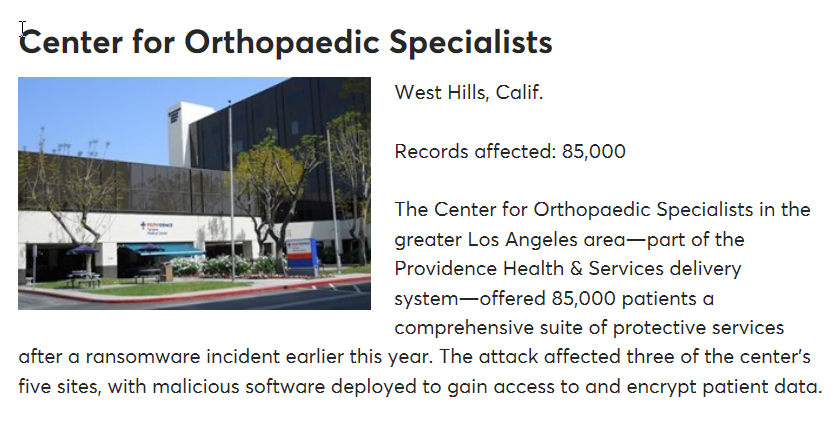 Center for Orthopaedic Specialists
West Hills, Calif.
Records affected: 85,000
The Center for Orthopaedic Specialists in the
greater Los Angeles area—part of the
Providence Health & Services delivery
system—offered 85,000 patients a
comprehensive suite of protective services
after a ransomware incident earlier this year. The attack affected three of the center's
five sites, with malicious software deployed to gain access to and encrypt patient data.
PROVIDENCE